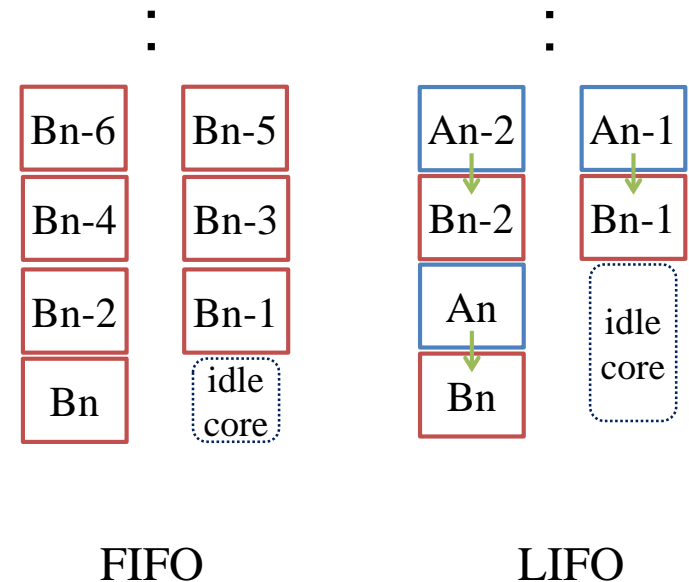 : :
Bn-6 Bn-5 An-2 An-1
Bn-4 Bn-3 Bn-2 Bn-1
Bn-2 Bn-1 An idle
core
Bn idle
core Bn
FIFO LIFO